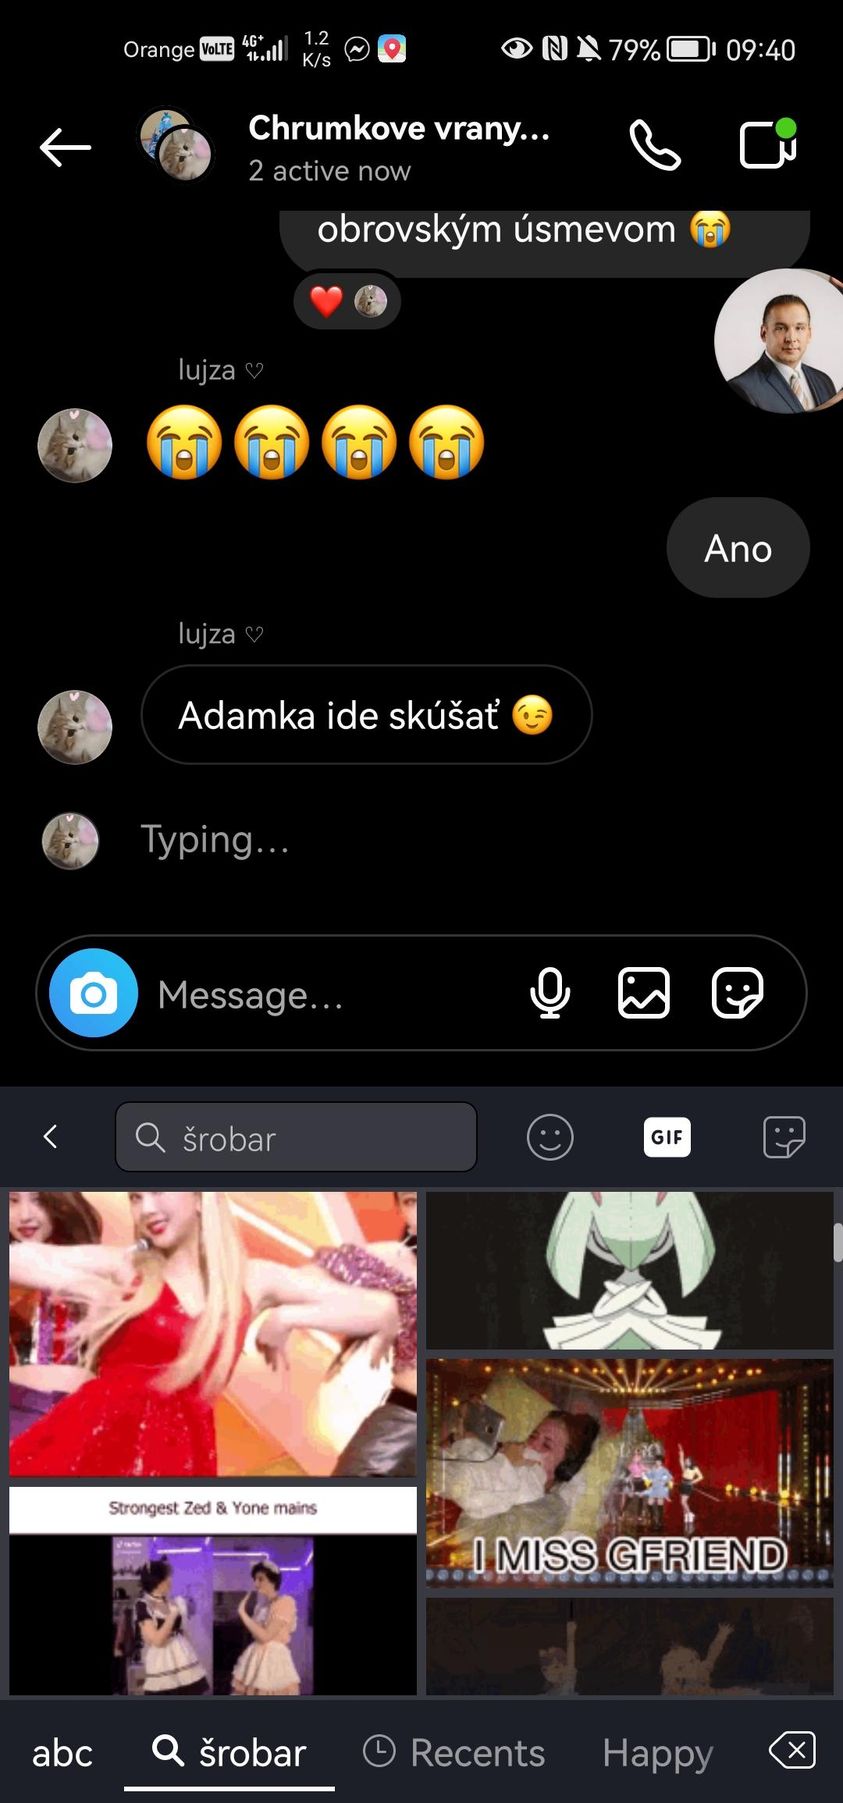 Orange VoLTE 4G+ 1.2 K/s 79% 09:40
Chrumkove vrany...
2 active now
obrovským úsmevom 😭
❤️
lujza ♡
😭😭😭😭
Ano
lujza ♡
Adamka ide skúšať 😉
Typing...
Message...
šrobar
GIF
Strongest Zed & Yone mains
I MISS GFRIEND
abc šrobar Recents Happy